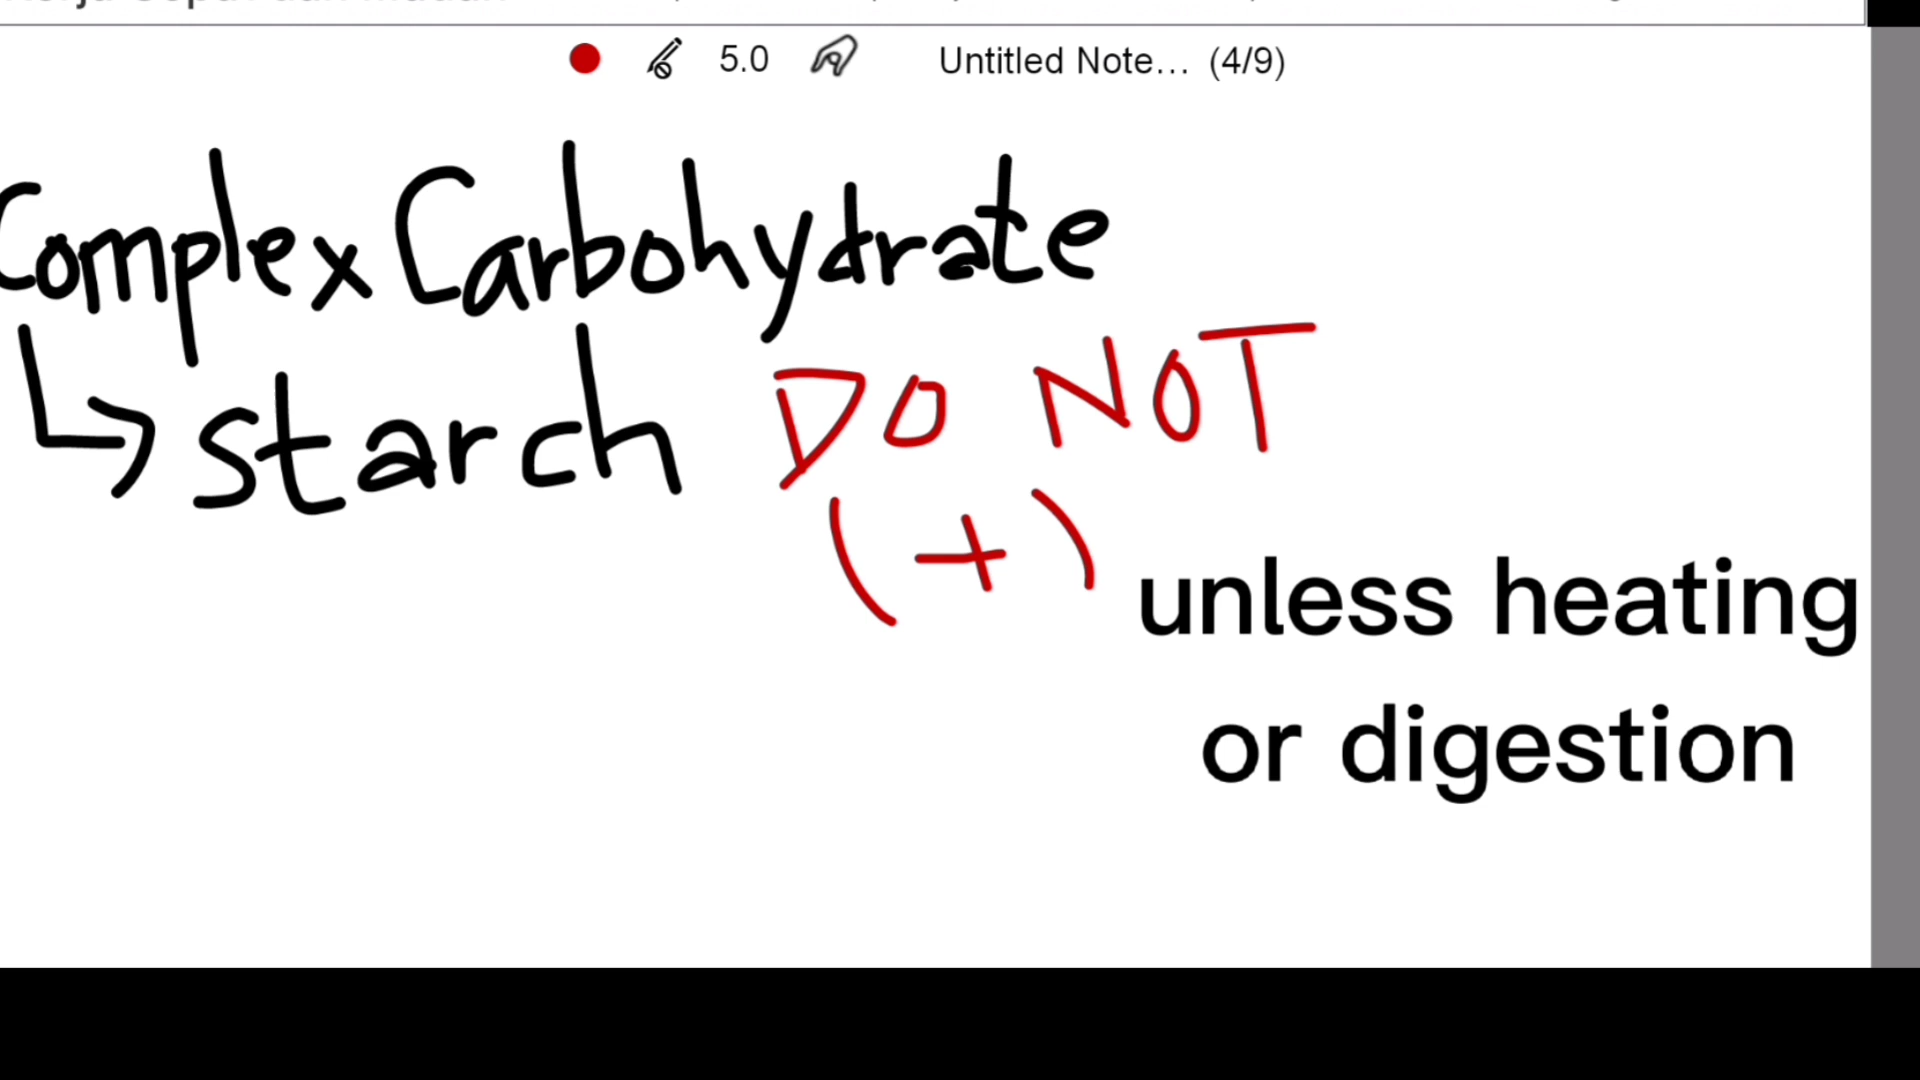 5.0 Untitled Note... (4/9)
Complex Carbohydrate
starch DO NOT
(+)
unless heating
or digestion